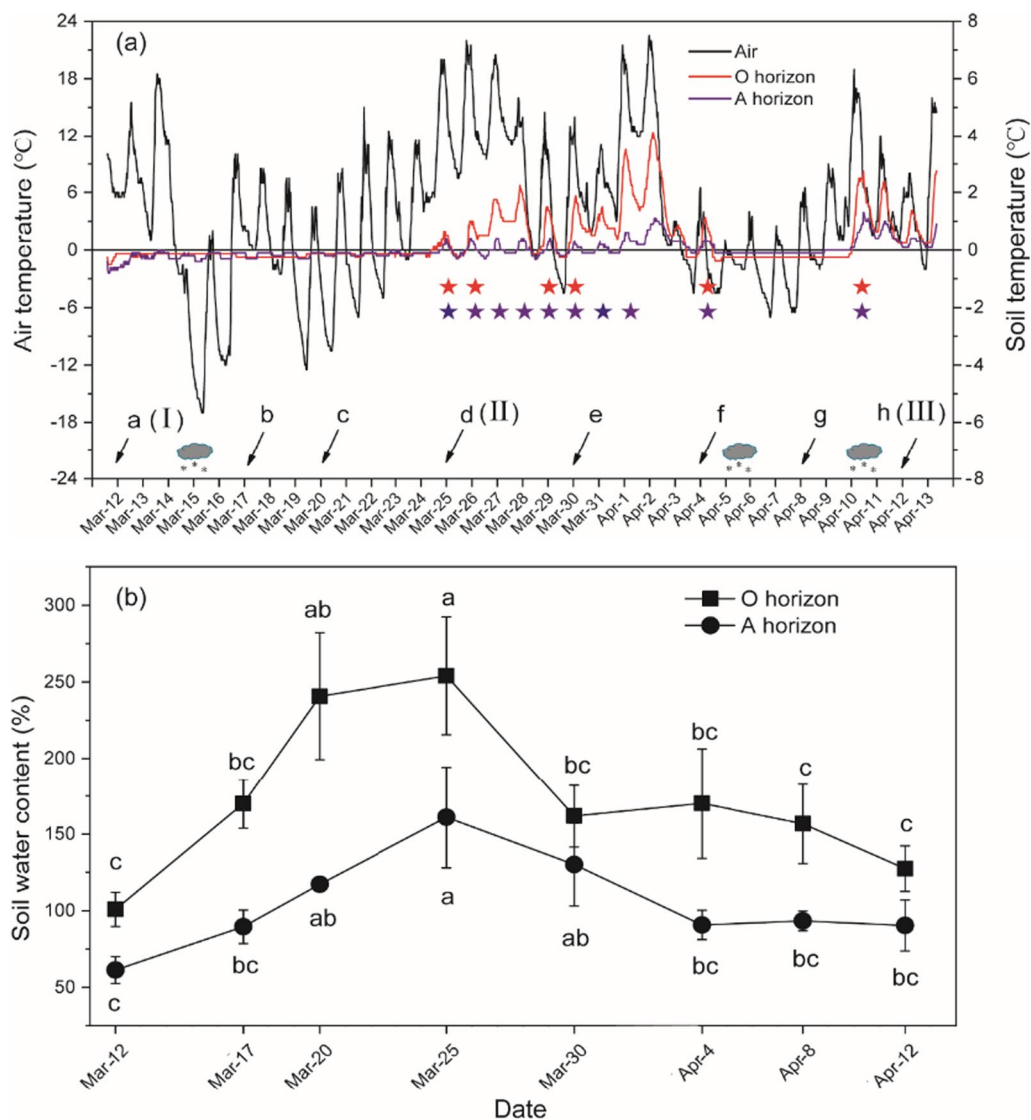 (a)
Air
O horizon
A horizon
Air temperature (℃)
24
18
12
6
0
-6
-12
-18
-24
Soil temperature (℃)
8
6
4
2
0
-2
-4
-6
-8
a (I)
b
c
d (II)
e
f
g
h (III)
* * *
* * *
* * *
Mar-12
Mar-13
Mar-14
Mar-15
Mar-16
Mar-17
Mar-18
Mar-19
Mar-20
Mar-21
Mar-22
Mar-23
Mar-24
Mar-25
Mar-26
Mar-27
Mar-28
Mar-29
Mar-30
Mar-31
Apr-1
Apr-2
Apr-3
Apr-4
Apr-5
Apr-6
Apr-7
Apr-8
Apr-9
Apr-10
Apr-11
Apr-12
Apr-13
(b)
O horizon
A horizon
Soil water content (%)
300
250
200
150
100
50
c
bc
ab
a
bc
bc
c
c
c
bc
ab
a
ab
bc
bc
bc
Mar-12
Mar-17
Mar-20
Mar-25
Mar-30
Apr-4
Apr-8
Apr-12
Date